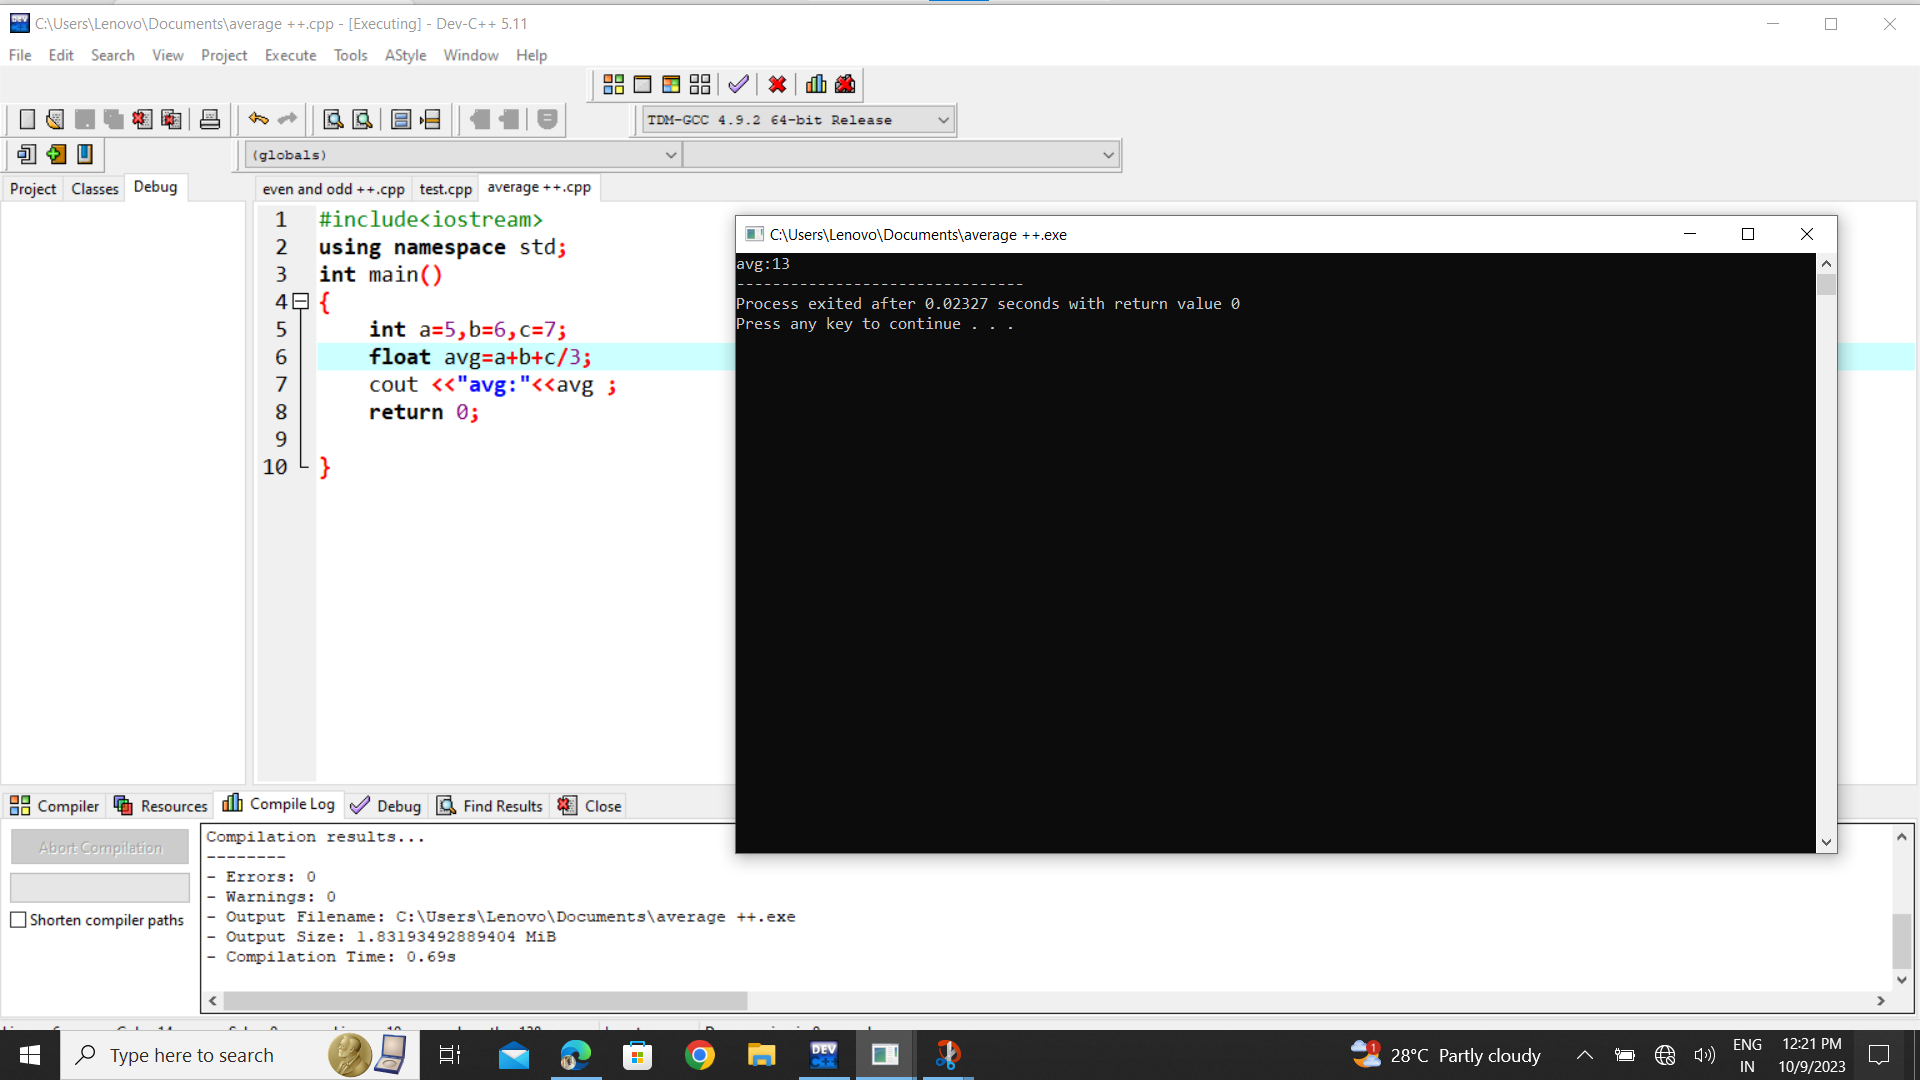 C:\Users\Lenovo\Documents\average ++.cpp - [Executing] - Dev-C++ 5.11
File Edit Search View Project Execute Tools AStyle Window Help
TDM-GCC 4.9.2 64-bit Release
(globals)
Project Classes Debug
even and odd ++.cpp test.cpp average ++.cpp
1 #include<iostream>
2 using namespace std;
3 int main()
4 {
5 int a=5,b=6,c=7;
6 float avg=a+b+c/3;
7 cout <<"avg:"<<avg ;
8 return 0;
9
10 }
C:\Users\Lenovo\Documents\average ++.exe
avg:13
--------------------------------
Process exited after 0.02327 seconds with return value 0
Press any key to continue . . .
Compiler Resources Compile Log Debug Find Results Close
Abort Compilation
Shorten compiler paths
Compilation results...
--------
- Errors: 0
- Warnings: 0
- Output Filename: C:\Users\Lenovo\Documents\average ++.exe
- Output Size: 1.83193492889404 MiB
- Compilation Time: 0.69s
Type here to search
DEV
1
28°C Partly cloudy
ENG
IN
12:21 PM
10/9/2023